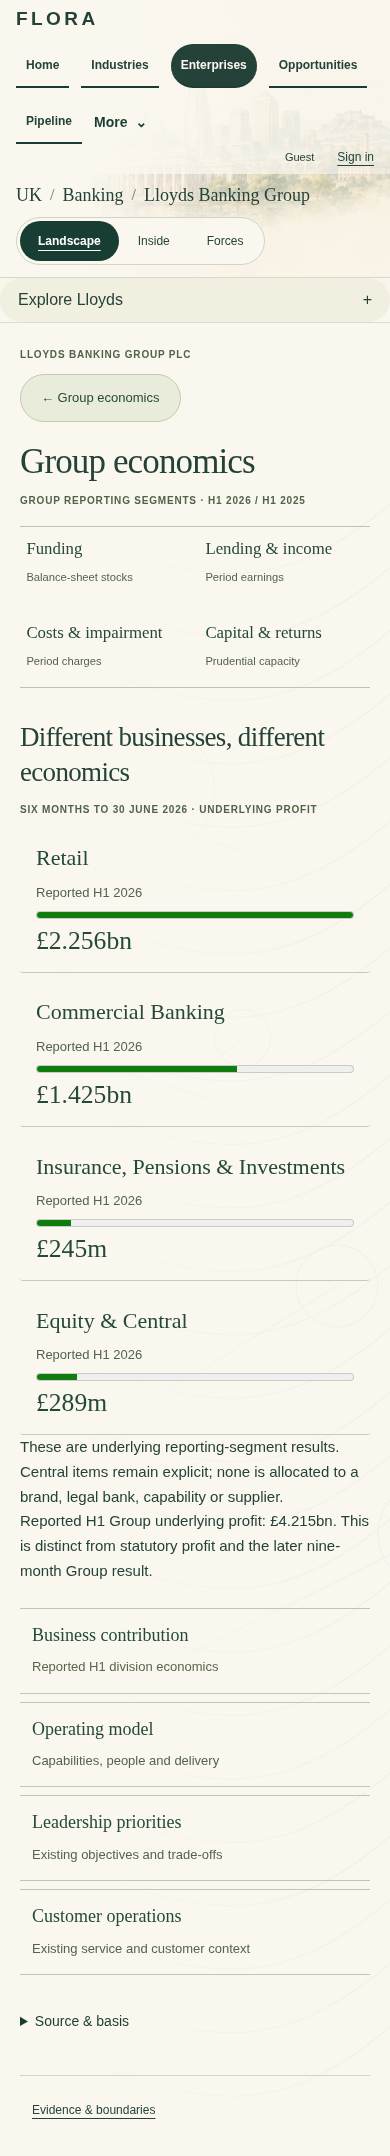 FLORA
Home Industries Enterprises Opportunities
Pipeline More ⌄
Guest Sign in
UK / Banking / Lloyds Banking Group
Landscape Inside Forces
Explore Lloyds +
LLOYDS BANKING GROUP PLC
← Group economics
Group economics
GROUP REPORTING SEGMENTS · H1 2026 / H1 2025
Funding
Balance-sheet stocks
Lending & income
Period earnings
Costs & impairment
Period charges
Capital & returns
Prudential capacity
Different businesses, different
economics
SIX MONTHS TO 30 JUNE 2026 · UNDERLYING PROFIT
Retail
Reported H1 2026
£2.256bn
Commercial Banking
Reported H1 2026
£1.425bn
Insurance, Pensions & Investments
Reported H1 2026
£245m
Equity & Central
Reported H1 2026
£289m
These are underlying reporting-segment results.
Central items remain explicit; none is allocated to a
brand, legal bank, capability or supplier.
Reported H1 Group underlying profit: £4.215bn. This
is distinct from statutory profit and the later nine-
month Group result.
Business contribution
Reported H1 division economics
Operating model
Capabilities, people and delivery
Leadership priorities
Existing objectives and trade-offs
Customer operations
Existing service and customer context
▶ Source & basis
Evidence & boundaries